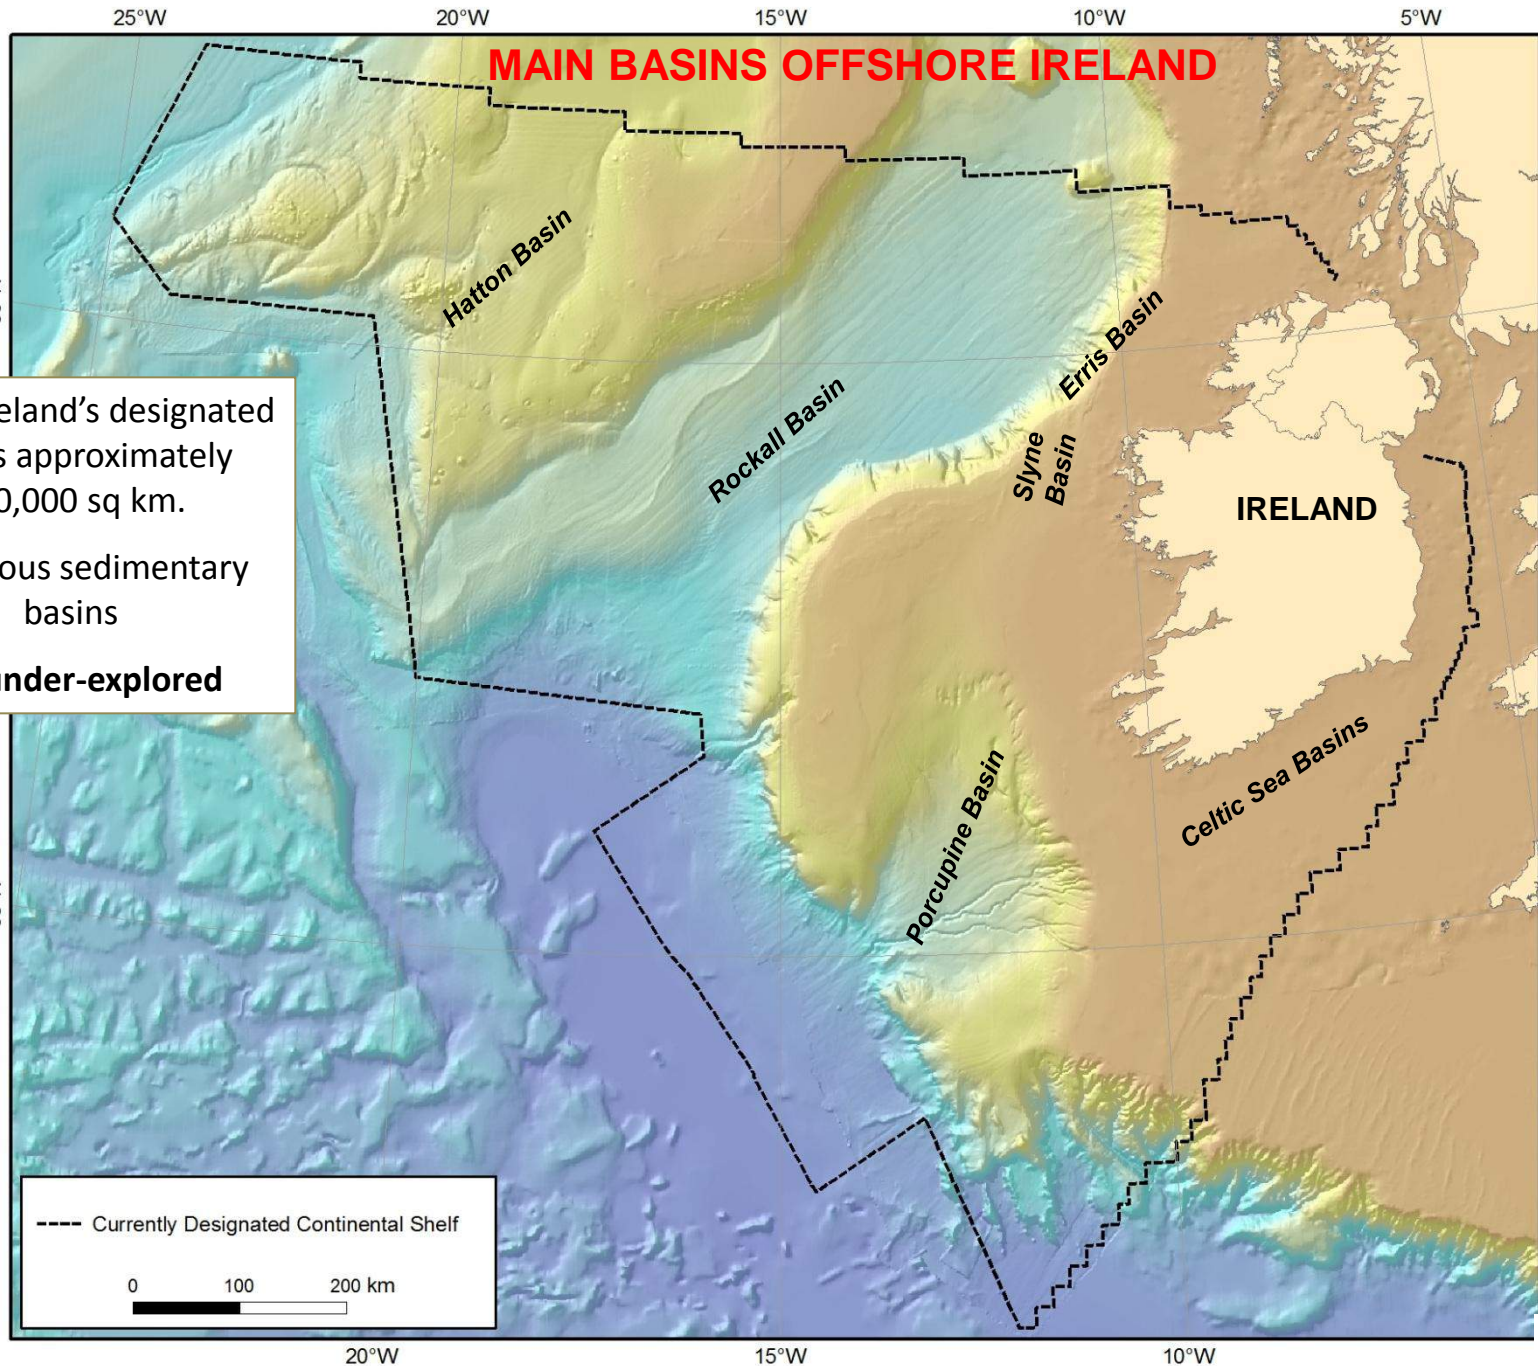 25°W 20°W 15°W 10°W 5°W
MAIN BASINS OFFSHORE IRELAND
Hatton Basin
Erris Basin
Rockall Basin
Slyne
Basin
IRELAND
eland's designated
s approximately
0,000 sq km.
ous sedimentary
basins
nder-explored
Porcupine Basin
Celtic Sea Basins
Currently Designated Continental Shelf
0 100 200 km
20°W 15°W 10°W